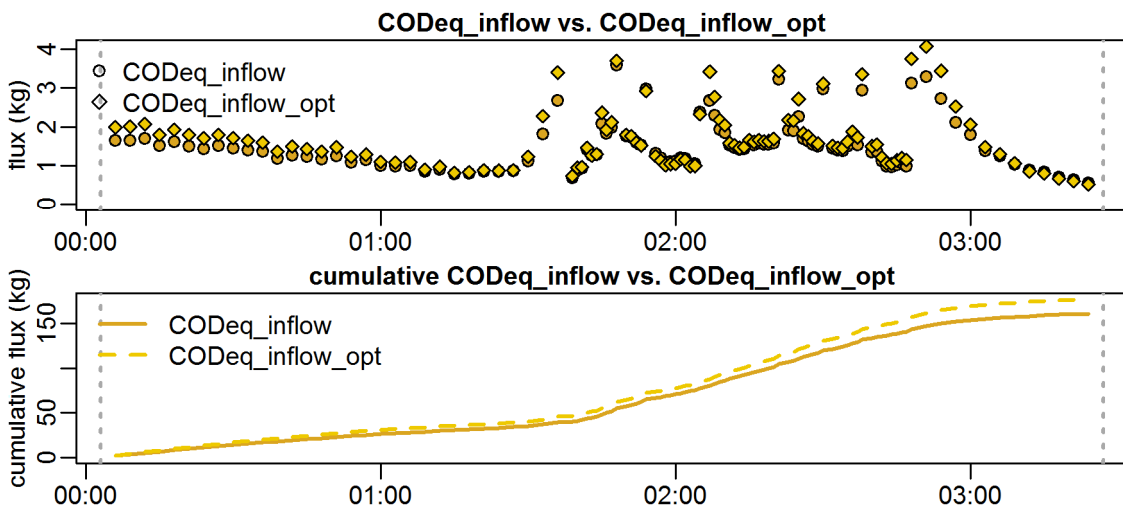 CODeq_inflow vs. CODeq_inflow_opt
flux (kg)
4
3
2
1
0
CODeq_inflow
CODeq_inflow_opt
00:00 01:00 02:00 03:00
cumulative CODeq_inflow vs. CODeq_inflow_opt
cumulative flux (kg)
150
50
0
CODeq_inflow
CODeq_inflow_opt
00:00 01:00 02:00 03:00